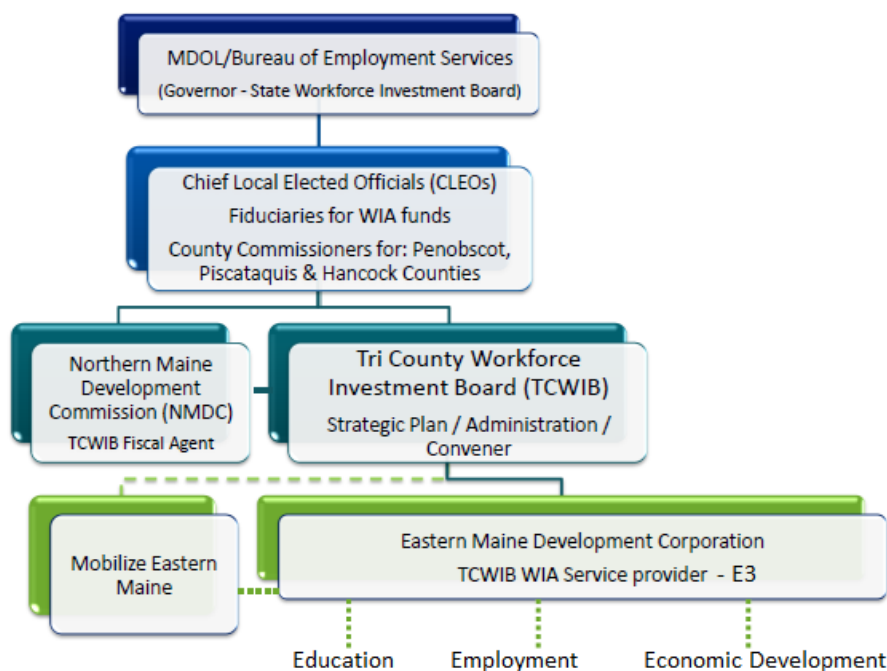 MDOL/Bureau of Employment Services
(Governor - State Workforce Investment Board)
Chief Local Elected Officials (CLEOs)
Fiduciaries for WIA funds
County Commissioners for: Penobscot,
Piscataquis & Hancock Counties
Northern Maine
Development
Commission (NMDC)
TCWIB Fiscal Agent
Tri County Workforce
Investment Board (TCWIB)
Strategic Plan / Administration /
Convener
Mobilize Eastern
Maine
Eastern Maine Development Corporation
TCWIB WIA Service provider - E3
Education
Employment
Economic Development